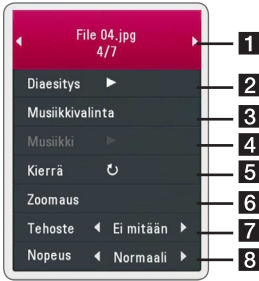 File 04.jpg
4/7
1
Diaesitys
2
Musiikkivalinta
3
Musiikki
4
Kierrä
5
Zoomaus
6
Tehoste Ei mitään
7
Nopeus Normaali
8